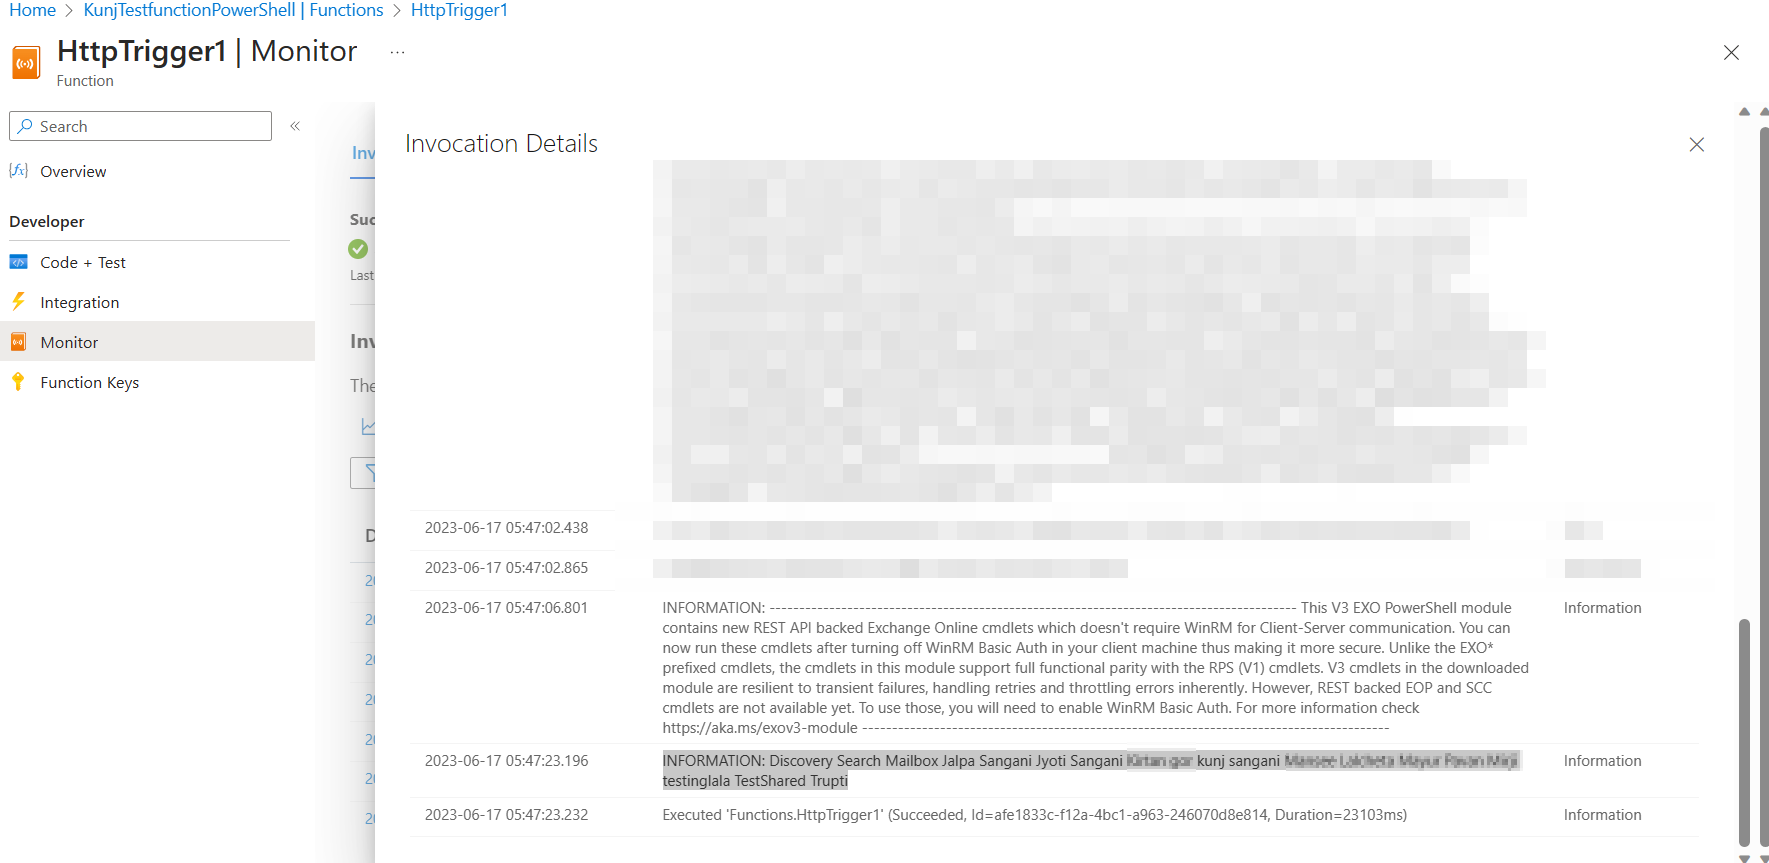 Home > KunjTestfunctionPowerShell | Functions > HttpTrigger1
HttpTrigger1 | Monitor ...
Function
Search «
Overview
Developer
Code + Test
Integration
Monitor
Function Keys
Inv
Suc
Last
Inv
The
D
20
20
20
20
20
20
20
Invocation Details
2023-06-17 05:47:02.438
2023-06-17 05:47:02.865
2023-06-17 05:47:06.801 INFORMATION: ---------------------------------------------------------------------------------------- This V3 EXO PowerShell module Information
contains new REST API backed Exchange Online cmdlets which doesn't require WinRM for Client-Server communication. You can
now run these cmdlets after turning off WinRM Basic Auth in your client machine thus making it more secure. Unlike the EXO*
prefixed cmdlets, the cmdlets in this module support full functional parity with the RPS (V1) cmdlets. V3 cmdlets in the downloaded
module are resilient to transient failures, handling retries and throttling errors inherently. However, REST backed EOP and SCC
cmdlets are not available yet. To use those, you will need to enable WinRM Basic Auth. For more information check
https://aka.ms/exov3-module ----------------------------------------------------------------------------------------
2023-06-17 05:47:23.196 INFORMATION: Discovery Search Mailbox Jalpa Sangani Jyoti Sangani kunj sangani Information
testinglala TestShared Trupti
2023-06-17 05:47:23.232 Executed 'Functions.HttpTrigger1' (Succeeded, Id=afe1833c-f12a-4bc1-a963-246070d8e814, Duration=23103ms) Information